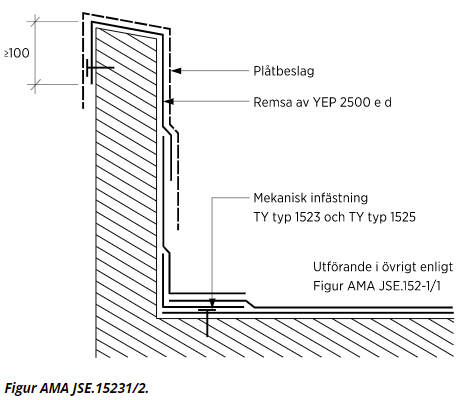 ≥100
Plåtbeslag
Remsa av YEP 2500 e d
Mekanisk infästning
TY typ 1523 och TY typ 1525
Utförande i övrigt enligt
Figur AMA JSE.152-1/1
Figur AMA JSE.15231/2.